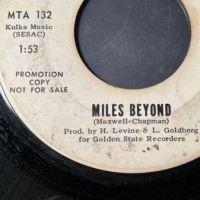 MTA 132
Kulka Music
(SESAC)
1:53
PROMOTION
COPY
NOT FOR SALE
MILES BEYOND
(Maxwell-Chapman)
Prod. by H. Levine & L. Goldberg
for Golden State Recorders